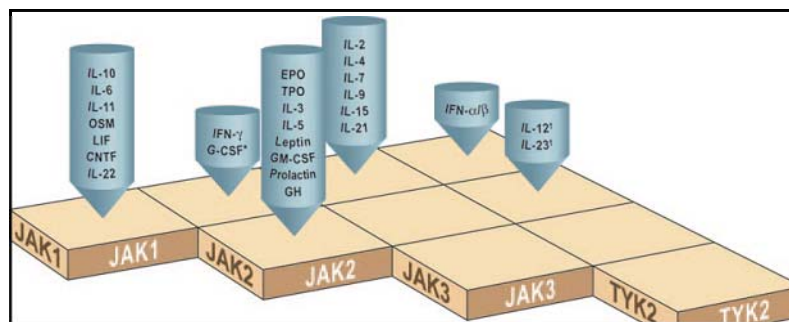 IL-10
IL-6
IL-11
OSM
LIF
CNTF
IL-22
IFN-γ
G-CSF*
EPO
TPO
IL-3
IL-5
Leptin
GM-CSF
Prolactin
GH
IL-2
IL-4
IL-7
IL-9
IL-15
IL-21
IFN-α/β
IL-12†
IL-23†
JAK1
JAK1
JAK2
JAK2
JAK3
JAK3
TYK2
TYK2